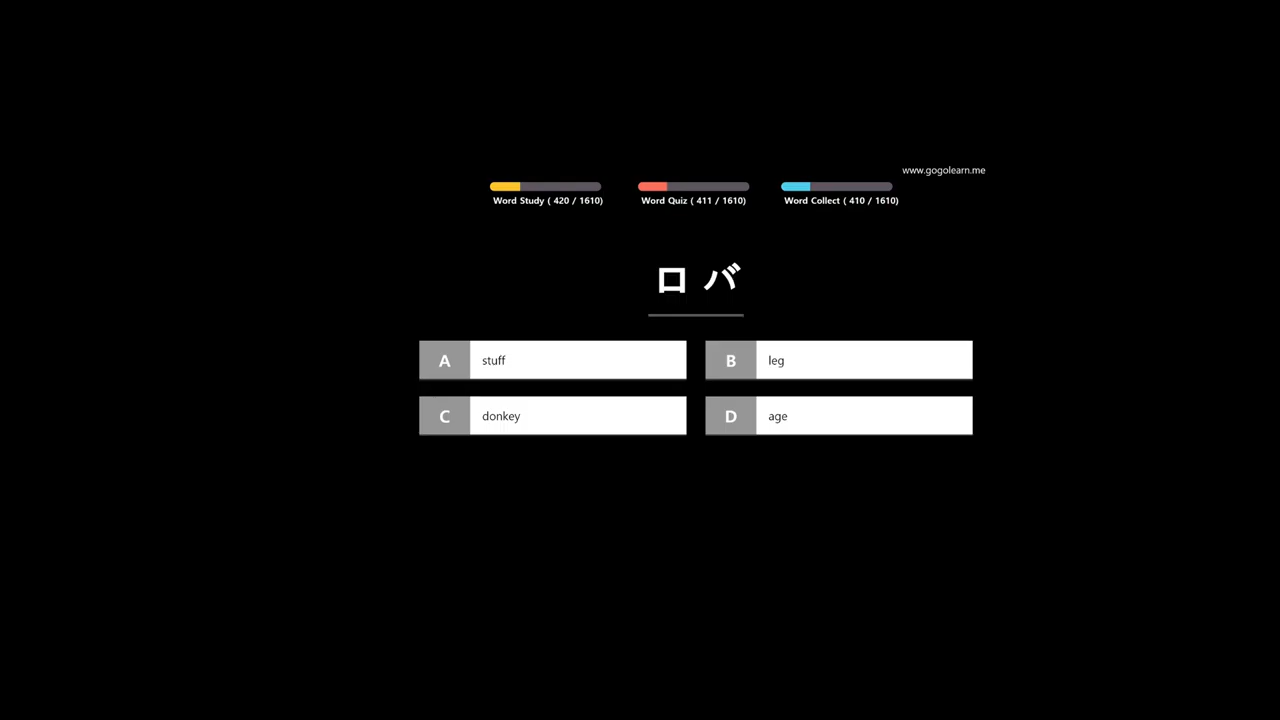 www.gogolearn.me
Word Study ( 420 / 1610)
Word Quiz ( 411 / 1610)
Word Collect ( 410 / 1610)
ロバ
A stuff
B leg
C donkey
D age